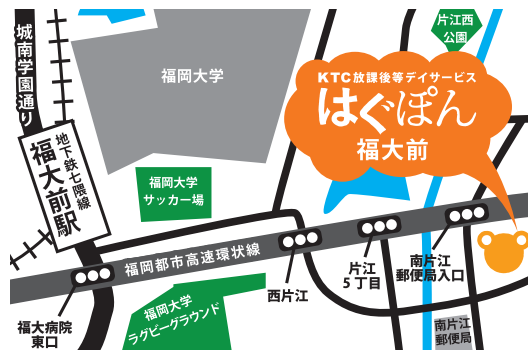 城南学園通り
福岡大学
片江西
公園
KTC放課後等デイサービス
はぐぽん
福大前
地下鉄七隈線
福大前駅
福岡大学
サッカー場
福岡都市高速環状線
福大病院
東口
福岡大学
ラグビーグラウンド
西片江
片江
5丁目
南片江
郵便局入口
南片江
郵便局